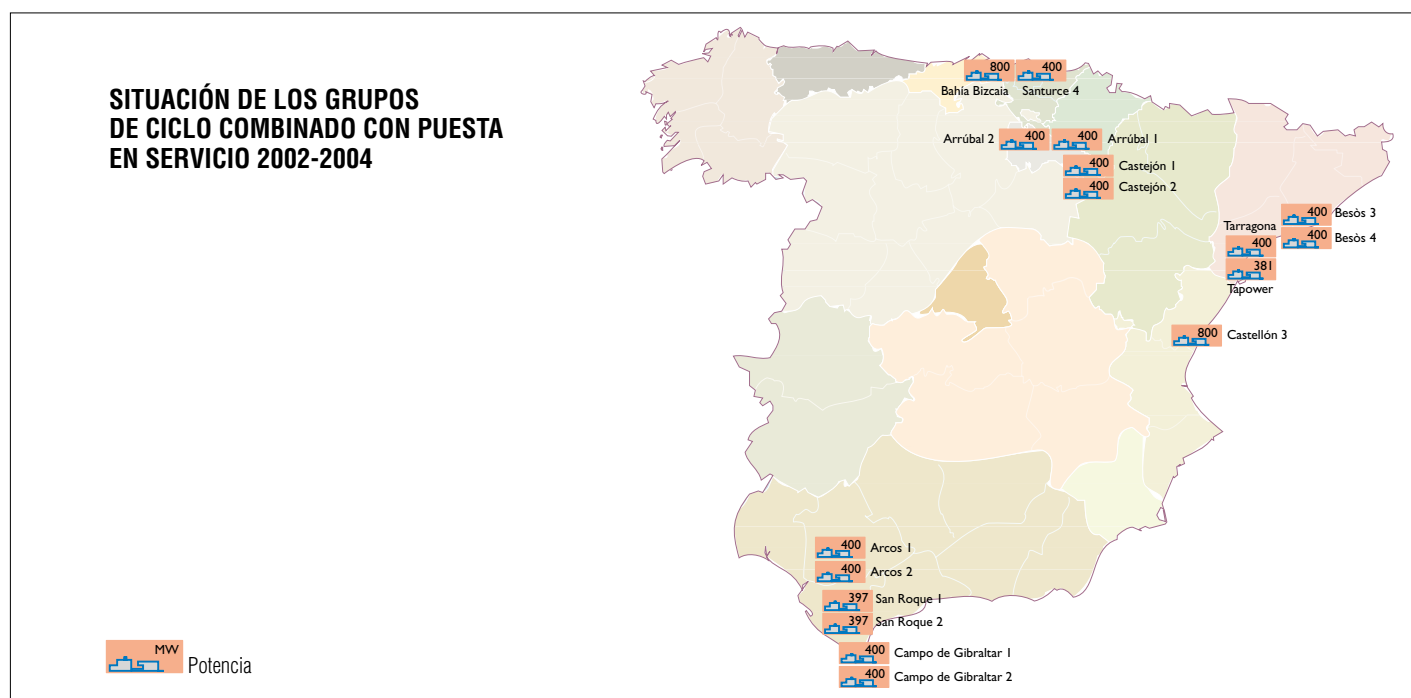 SITUACIÓN DE LOS GRUPOS
DE CICLO COMBINADO CON PUESTA
EN SERVICIO 2002-2004
800
400
Bahía Bizcaia
Santurce 4
Arrúbal 2
400
400
Arrúbal 1
400
Castejón 1
400
Castejón 2
400
Besòs 3
400
Besòs 4
Tarragona
400
381
Tapower
800
Castellón 3
400
Arcos 1
400
Arcos 2
397
San Roque 1
397
San Roque 2
400
Campo de Gibraltar 1
400
Campo de Gibraltar 2
MW
Potencia